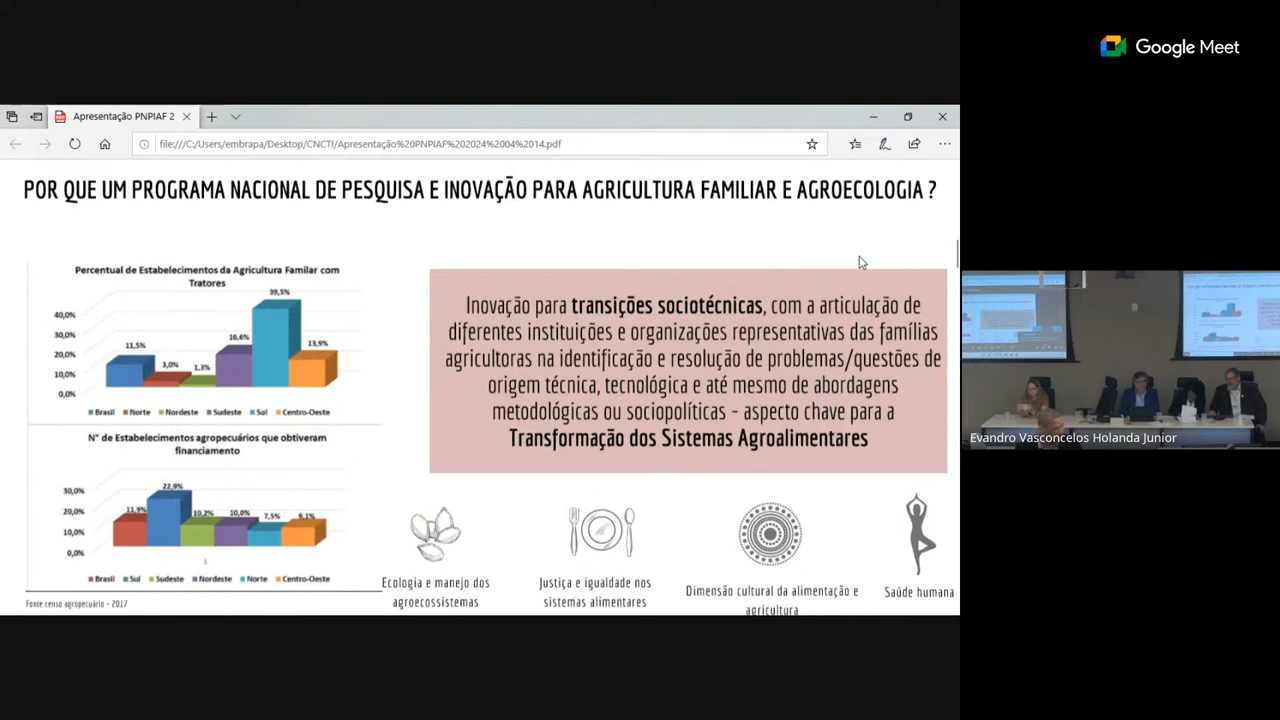 Google Meet
Apresentação PNPIAF 2
file:///C:/Users/embrapa/Desktop/CNCTI/Apresentação%20PNPIAF%202024%2004%2014.pdf
POR QUE UM PROGRAMA NACIONAL DE PESQUISA E INOVAÇÃO PARA AGRICULTURA FAMILIAR E AGROECOLOGIA ?
Percentual de Estabelecimentos da Agricultura Familar com
Tratores
40,0%
30,0%
20,0%
10,0%
0,0%
11,5%
3,0%
1,3%
16,6%
39,5%
13,9%
Brasil Norte Nordeste Sudeste Sul Centro-Oeste
N° de Estabelecimentos agropecuários que obtiveram
financiamento
30,0%
20,0%
10,0%
0,0%
11,9%
22,9%
10,2%
10,0%
7,5%
9,1%
1
Brasil Sul Sudeste Nordeste Norte Centro-Oeste
Fonte censo agropecuário - 2017
Inovação para transições sociotécnicas, com a articulação de
diferentes instituições e organizações representativas das famílias
agricultoras na identificação e resolução de problemas/questões de
origem técnica, tecnológica e até mesmo de abordagens
metodológicas ou sociopolíticas - aspecto chave para a
Transformação dos Sistemas Agroalimentares
Ecologia e manejo dos
agroecossistemas
Justiça e igualdade nos
sistemas alimentares
Dimensão cultural da alimentação e
agricultura
Saúde humana
Evandro Vasconcelos Holanda Junior